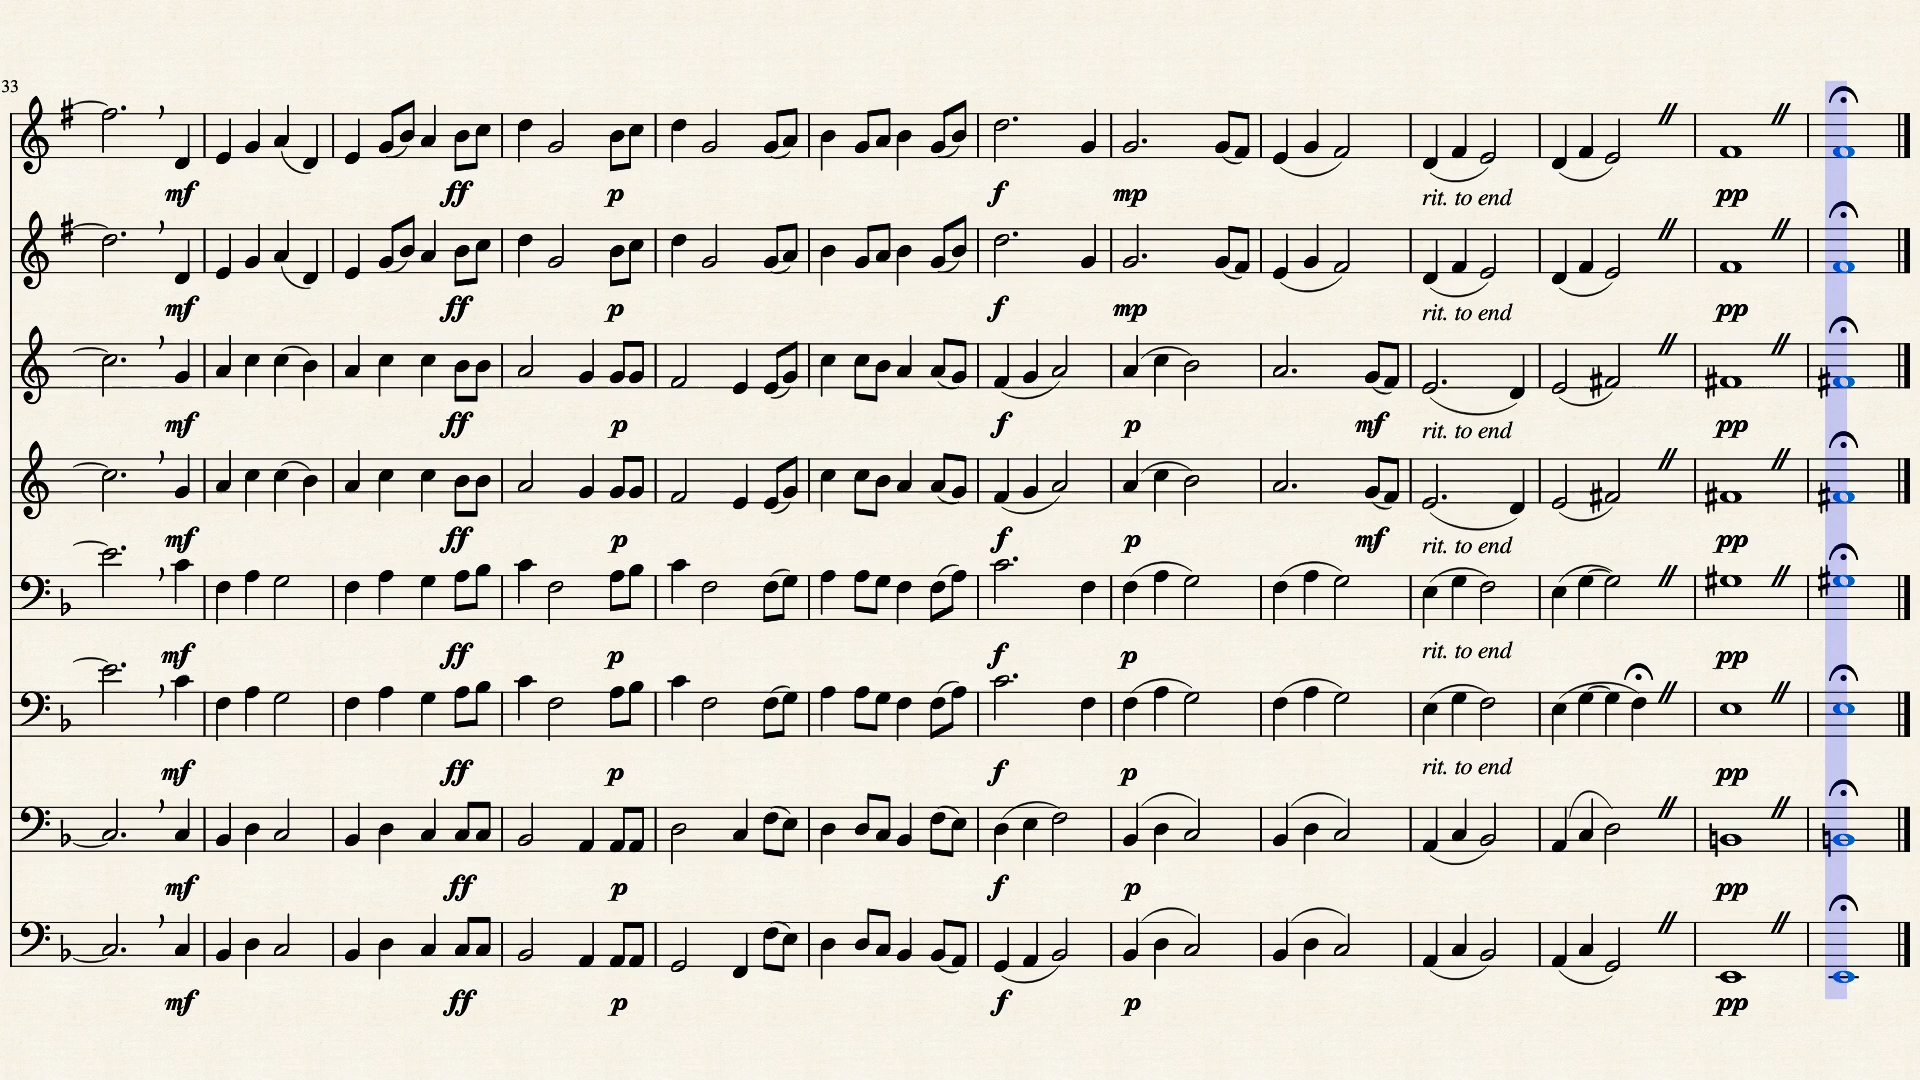 33
mf ff p f mp rit. to end pp
mf ff p f mp rit. to end pp
mf ff p f p mf rit. to end pp
mf ff p f p mf rit. to end pp
mf ff p f p rit. to end pp
mf ff p f p rit. to end pp
mf ff p f p pp
mf ff p f p pp